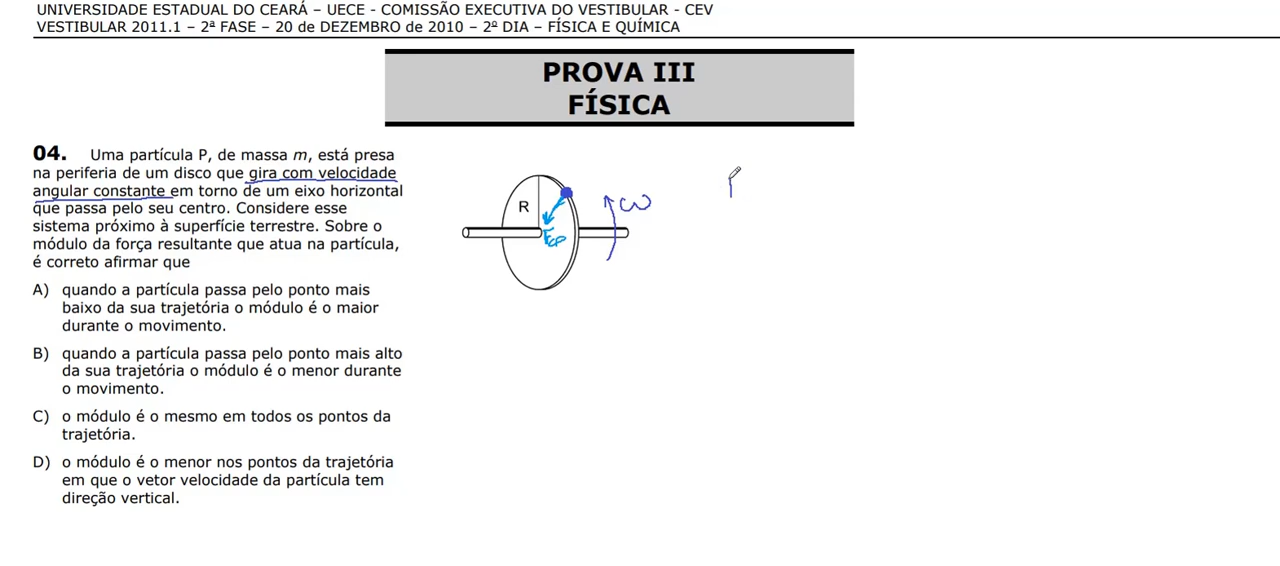 UNIVERSIDADE ESTADUAL DO CEARÁ – UECE - COMISSÃO EXECUTIVA DO VESTIBULAR - CEV
VESTIBULAR 2011.1 – 2ª FASE – 20 de DEZEMBRO de 2010 – 2º DIA – FÍSICA E QUÍMICA
PROVA III
FÍSICA
04. Uma partícula P, de massa m, está presa
na periferia de um disco que gira com velocidade
angular constante em torno de um eixo horizontal
que passa pelo seu centro. Considere esse
sistema próximo à superfície terrestre. Sobre o
módulo da força resultante que atua na partícula,
é correto afirmar que
A) quando a partícula passa pelo ponto mais
baixo da sua trajetória o módulo é o maior
durante o movimento.
B) quando a partícula passa pelo ponto mais alto
da sua trajetória o módulo é o menor durante
o movimento.
C) o módulo é o mesmo em todos os pontos da
trajetória.
D) o módulo é o menor nos pontos da trajetória
em que o vetor velocidade da partícula tem
direção vertical.
R
Fcp
ω